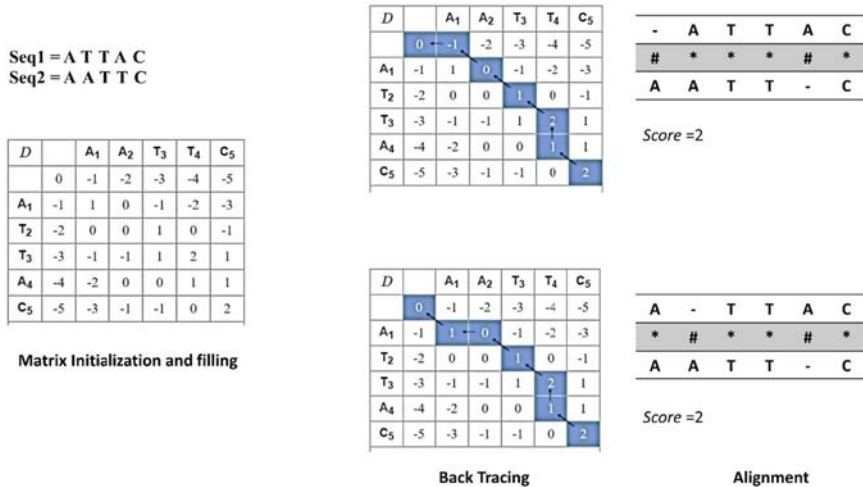 Seq1 = A T T A C
Seq2 = A A T T C
D A1 A2 T3 T4 C5
0 -1 -2 -3 -4 -5
A1 -1 1 0 -1 -2 -3
T2 -2 0 0 1 0 -1
T3 -3 -1 -1 1 2 1
A4 -4 -2 0 0 1 1
C5 -5 -3 -1 -1 0 2
Matrix Initialization and filling
D A1 A2 T3 T4 C5
0 -1 -2 -3 -4 -5
A1 -1 1 0 -1 -2 -3
T2 -2 0 0 1 0 -1
T3 -3 -1 -1 1 2 1
A4 -4 -2 0 0 1 1
C5 -5 -3 -1 -1 0 2
- A T T A C
# * * * # *
A A T T - C
Score =2
D A1 A2 T3 T4 C5
0 -1 -2 -3 -4 -5
A1 -1 1 0 -1 -2 -3
T2 -2 0 0 1 0 -1
T3 -3 -1 -1 1 2 1
A4 -4 -2 0 0 1 1
C5 -5 -3 -1 -1 0 2
A - T T A C
* # * * # *
A A T T - C
Score =2
Back Tracing
Alignment